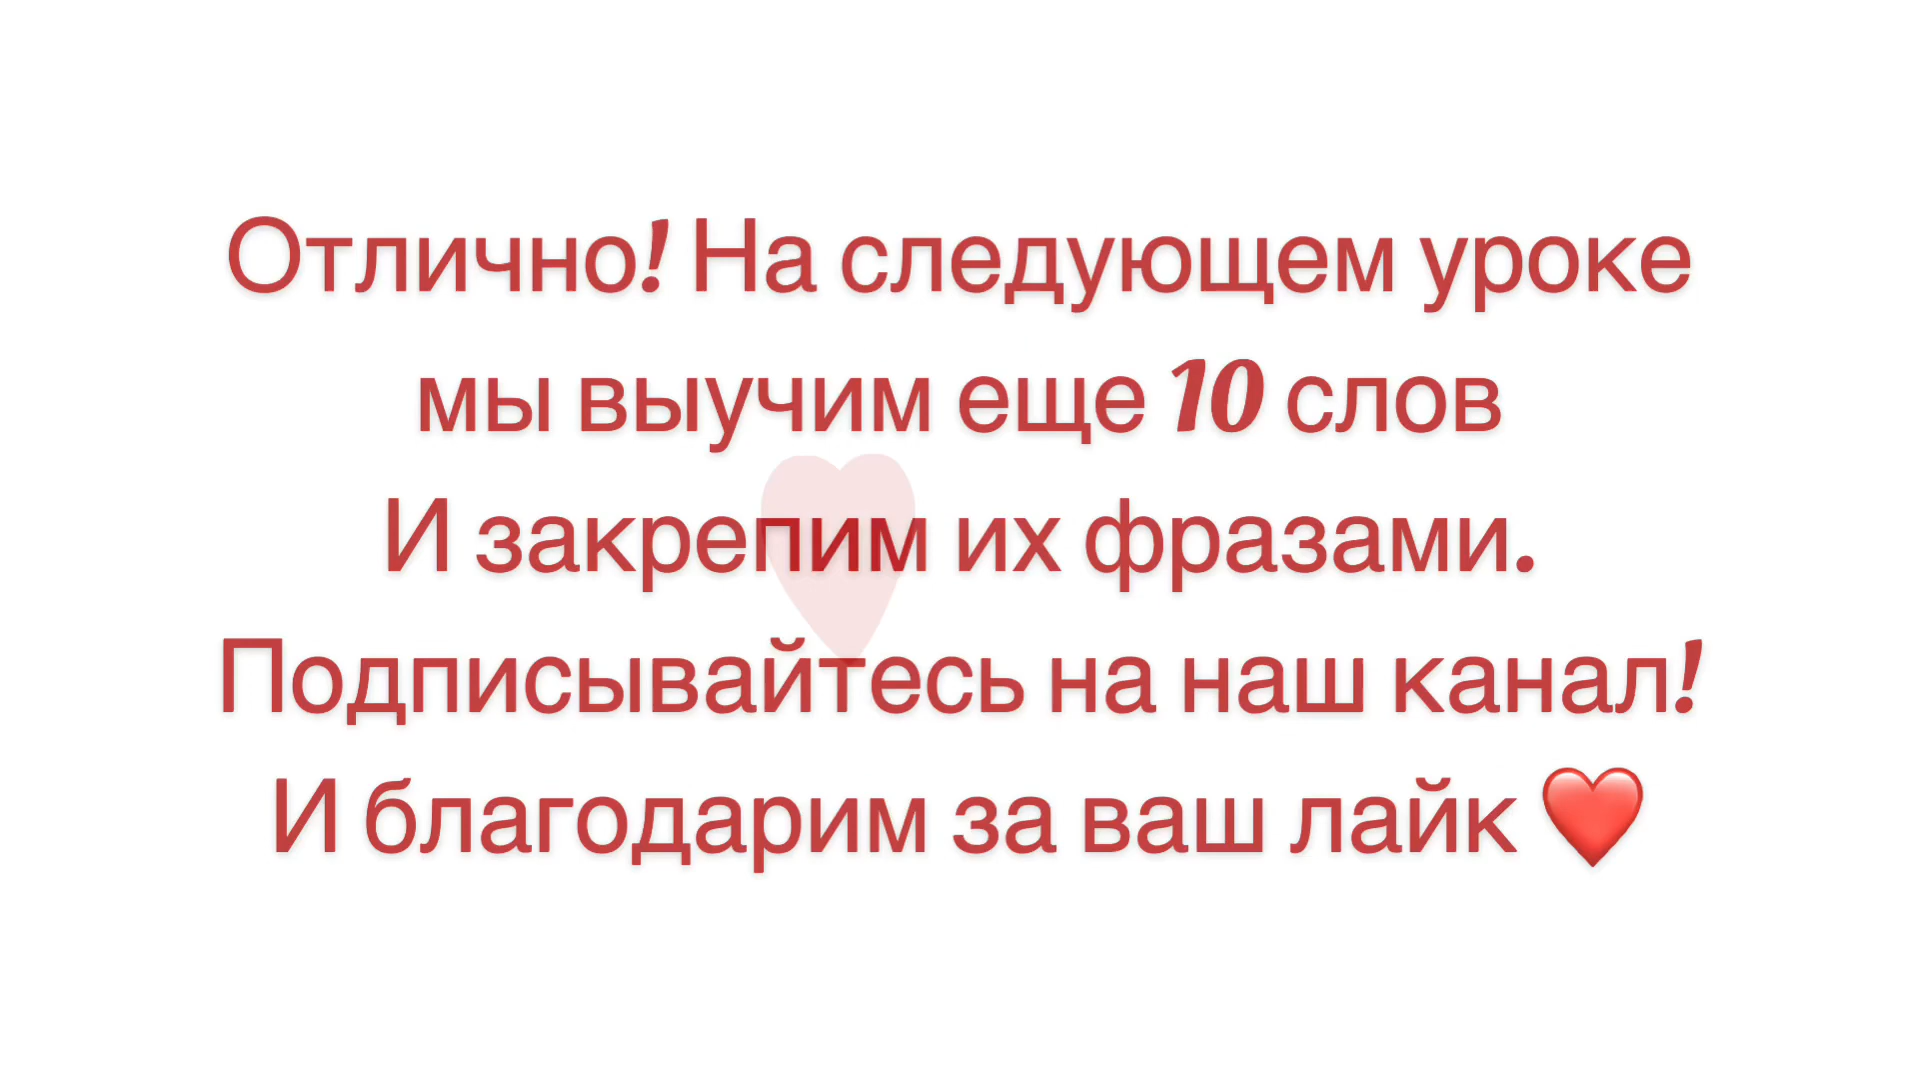 Отлично! На следующем уроке
мы выучим еще 10 слов
И закрепим их фразами.
Подписывайтесь на наш канал!
И благодарим за ваш лайк ❤️